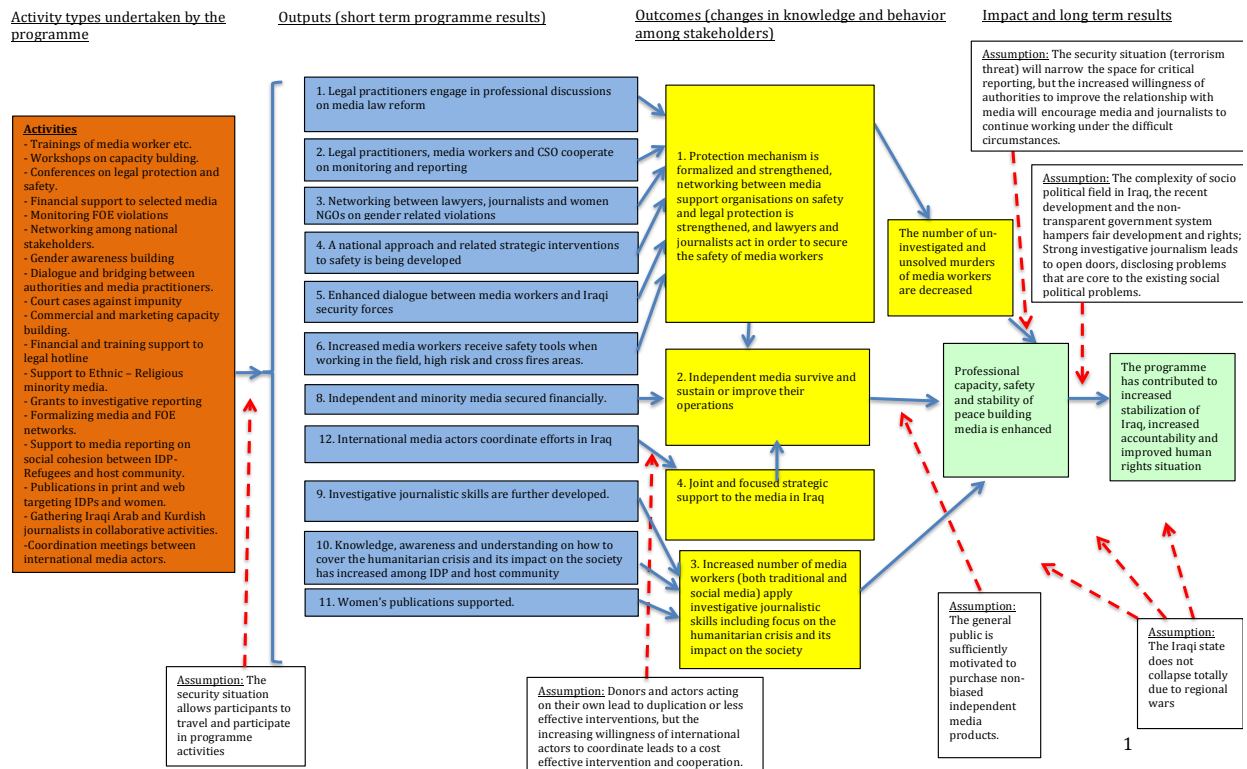 Activity types undertaken by the
programme
Outputs (short term programme results)
Outcomes (changes in knowledge and behavior
among stakeholders)
Impact and long term results
Activities
- Trainings of media worker etc.
- Workshops on capacity bulding.
- Conferences on legal protection and
safety.
- Financial support to selected media
- Monitoring FOE violations
- Networking among national
stakeholders.
- Gender awareness building
- Dialogue and bridging between
authorities and media practitioners.
- Court cases against impunity
- Commercial and marketing capacity
building.
- Financial and training support to
legal hotline
- Support to Ethnic – Religious
minority media.
- Grants to investigative reporting
- Formalizing media and FOE
networks.
- Support to media reporting on
social cohesion between IDP-
Refugees and host community.
- Publications in print and web
targeting IDPs and women.
- Gathering Iraqi Arab and Kurdish
journalists in collaborative activities.
-Coordination meetings between
international media actors.
Assumption: The
security situation
allows participants to
travel and participate
in programme
activities
1. Legal practitioners engage in professional discussions
on media law reform
2. Legal practitioners, media workers and CSO cooperate
on monitoring and reporting
3. Networking between lawyers, journalists and women
NGOs on gender related violations
4. A national approach and related strategic interventions
to safety is being developed
5. Enhanced dialogue between media workers and Iraqi
security forces
6. Increased media workers receive safety tools when
working in the field, high risk and cross fires areas.
8. Independent and minority media secured financially.
12. International media actors coordinate efforts in Iraq
9. Investigative journalistic skills are further developed.
10. Knowledge, awareness and understanding on how to
cover the humanitarian crisis and its impact on the society
has increased among IDP and host community
11. Women's publications supported.
Assumption: Donors and actors acting
on their own lead to duplication or less
effective interventions, but the
increasing willingness of international
actors to coordinate leads to a cost
effective intervention and cooperation.
1. Protection mechanism is
formalized and strengthened,
networking between media
support organisations on safety
and legal protection is
strengthened, and lawyers and
journalists act in order to secure
the safety of media workers
2. Independent media survive and
sustain or improve their
operations
4. Joint and focused strategic
support to the media in Iraq
3. Increased number of media
workers (both traditional and
social media) apply
investigative journalistic
skills including focus on the
humanitarian crisis and its
impact on the society
The number of un-
investigated and
unsolved murders
of media workers
are decreased
Assumption: The security situation (terrorism
threat) will narrow the space for critical
reporting, but the increased willingness of
authorities to improve the relationship with
media will encourage media and journalists to
continue working under the difficult
circumstances.
Assumption: The complexity of socio
political field in Iraq, the recent
development and the non-
transparent government system
hampers fair development and rights;
Strong investigative journalism leads
to open doors, disclosing problems
that are core to the existing social
political problems.
Professional
capacity, safety
and stability of
peace building
media is enhanced
The programme
has contributed to
increased
stabilization of
Iraq, increased
accountability and
improved human
rights situation
Assumption:
The general
public is
sufficiently
motivated to
purchase non-
biased
independent
media
products.
Assumption:
The Iraqi state
does not
collapse totally
due to regional
wars
1